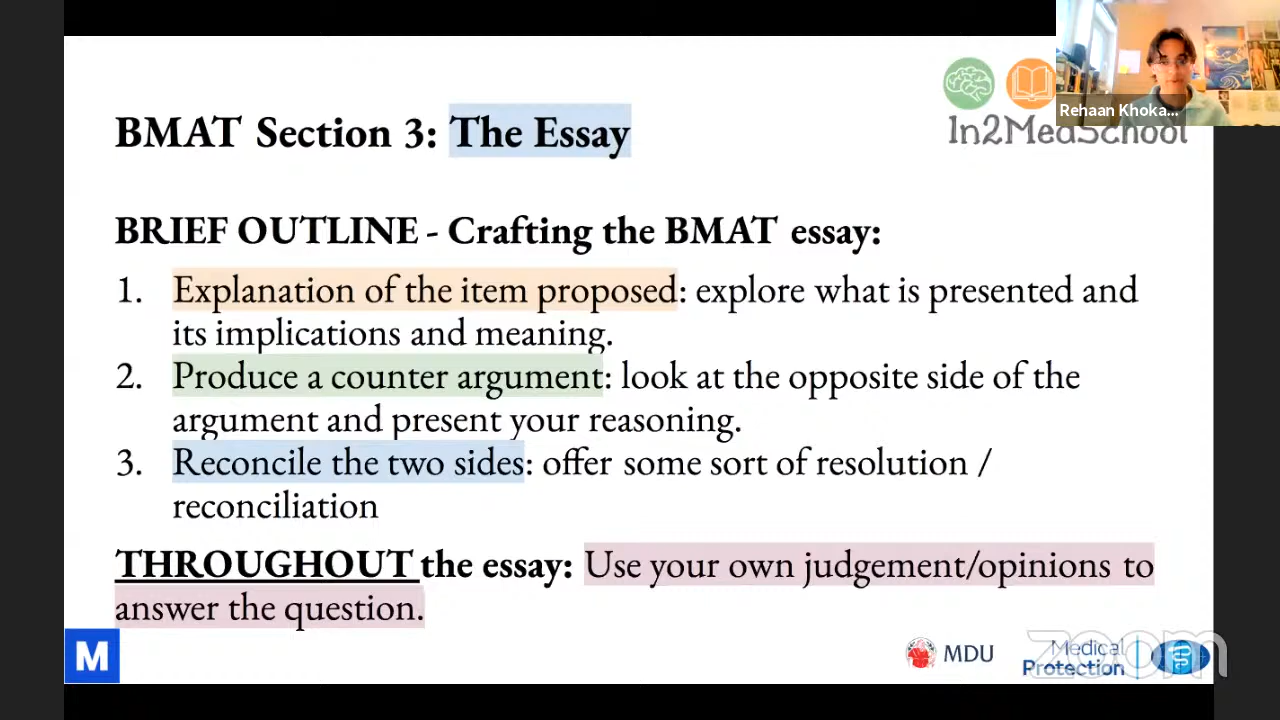 Rehaan Khoka...
In2MedSchool
BMAT Section 3: The Essay
BRIEF OUTLINE - Crafting the BMAT essay:
1. Explanation of the item proposed: explore what is presented and
its implications and meaning.
2. Produce a counter argument: look at the opposite side of the
argument and present your reasoning.
3. Reconcile the two sides: offer some sort of resolution /
reconciliation
THROUGHOUT the essay: Use your own judgement/opinions to
answer the question.
M
MDU
Medical
Protection
zoom